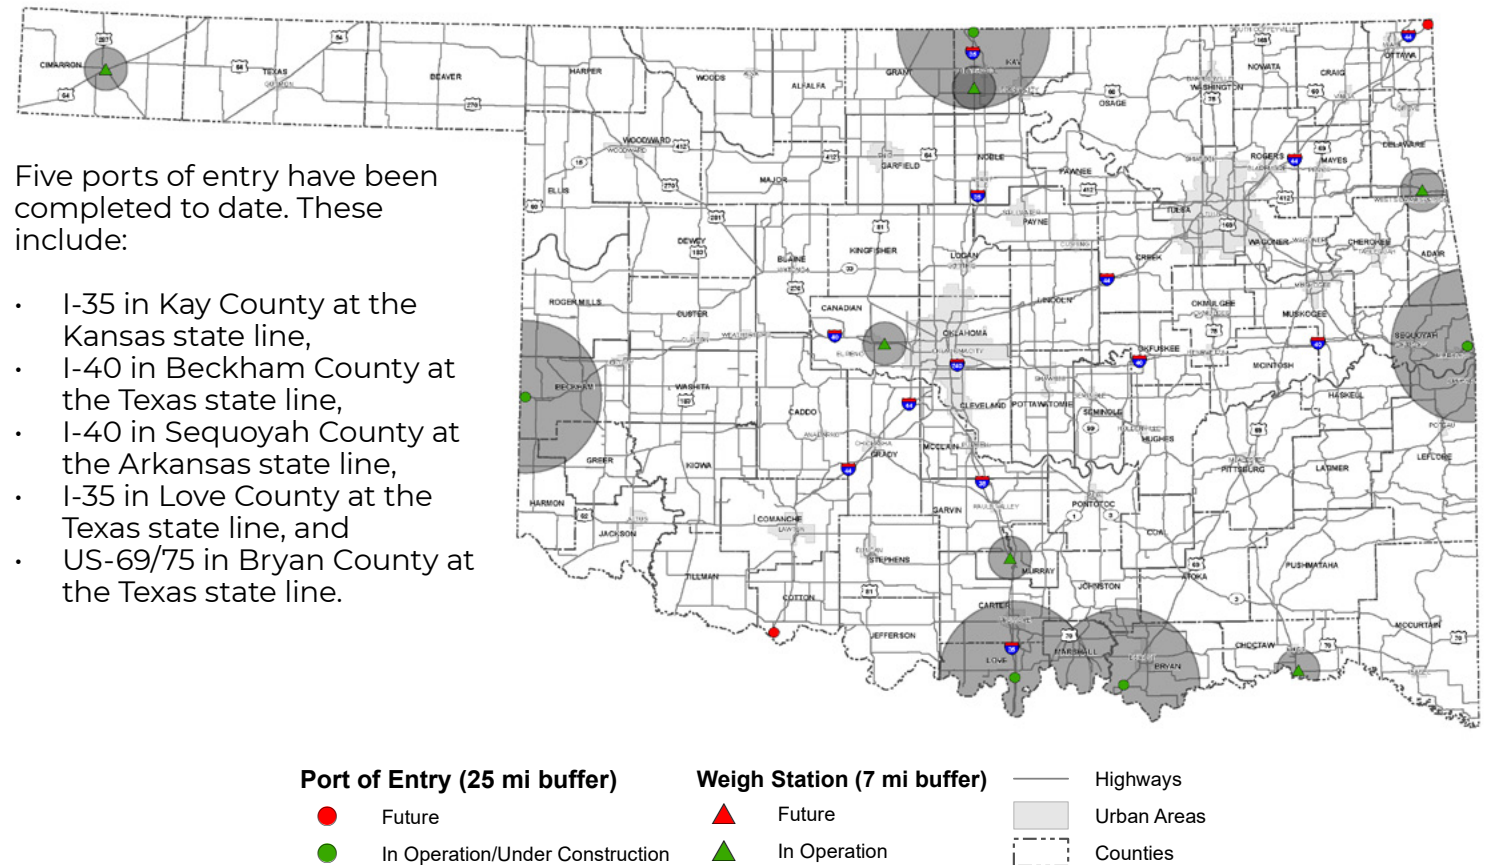 Five ports of entry have been
completed to date. These
include:
• I-35 in Kay County at the
Kansas state line,
• I-40 in Beckham County at
the Texas state line,
• I-40 in Sequoyah County at
the Arkansas state line,
• I-35 in Love County at the
Texas state line, and
• US-69/75 in Bryan County at
the Texas state line.
CIMARRON
TEXAS
BEAVER
HARPER
WOODS
ALFALFA
GRANT
KAY
OSAGE
WASHINGTON
NOWATA
CRAIG
OTTAWA
WOODWARD
WOODWARD
GARFIELD
NOBLE
PAWNEE
ROGERS
MAYES
DELAWARE
ELLIS
MAJOR
PAYNE
TULSA
DEWEY
BLAINE
KINGFISHER
LOGAN
CREEK
WAGONER
CHEROKEE
ADAIR
ROGER MILLS
CUSTER
CANADIAN
OKLAHOMA
LINCOLN
OKMULGEE
MUSKOGEE
SEQUOYAH
EL RENO
OKFUSKEE
MCINTOSH
BECKHAM
WASHITA
CADDO
CLEVELAND
POTTAWATOMIE
SEMINOLE
HUGHES
HASKELL
GREER
KIOWA
GRADY
MCCLAIN
PITTSBURG
LATIMER
LEFLORE
HARMON
JACKSON
COMANCHE
LAWTON
GARVIN
PAULS VALLEY
PONTOTOC
COAL
STEPHENS
MURRAY
JOHNSTON
ATOKA
PUSHMATAHA
TILLMAN
COTTON
CARTER
JEFFERSON
LOVE
MARSHALL
BRYAN
CHOCTAW
MCCURTAIN
Port of Entry (25 mi buffer)
Future
In Operation/Under Construction
Weigh Station (7 mi buffer)
Future
In Operation
Highways
Urban Areas
Counties